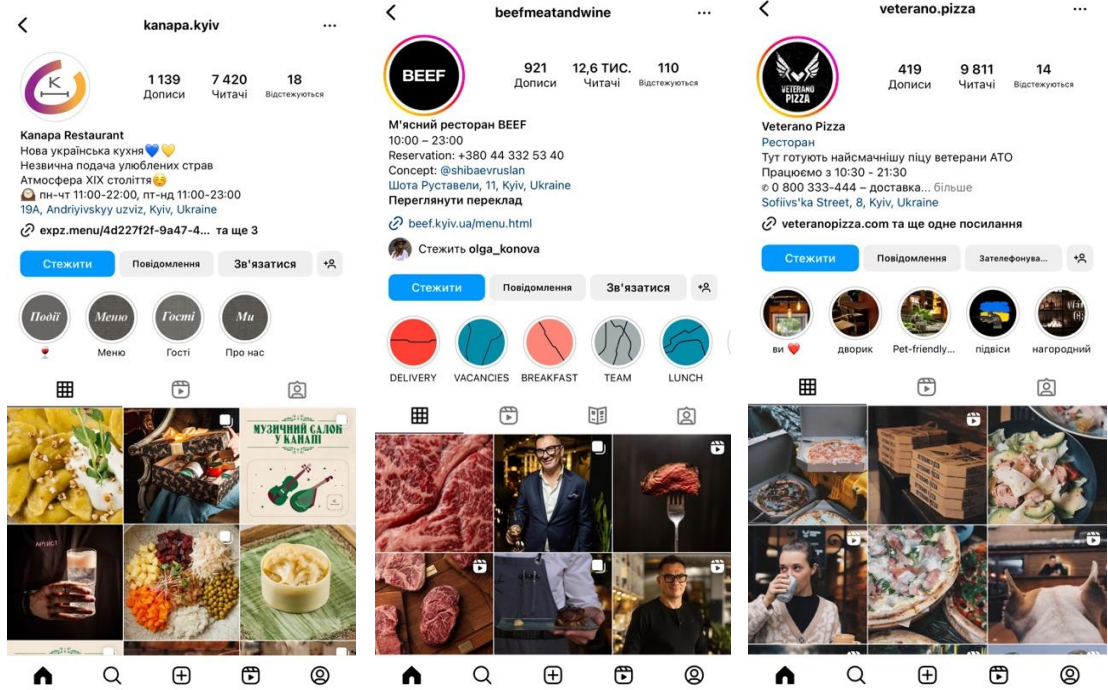 kanapa.kyiv
K
1 139 7 420 18
Дописи Читачі Відстежуються
Kanapa Restaurant
Нова українська кухня💙💛
Незвична подача улюблених страв
Атмосфера XIX століття☺️
🕰️ пн-чт 11:00-22:00, пт-нд 11:00-23:00
19A, Andriyivskyy uzviz, Kyiv, Ukraine
expz.menu/4d227f2f-9a47-4... та ще 3
Стежити Повідомлення Зв'язатися
Події Меню Гості Ми
🍷 Меню Гості Про нас
МУЗИЧНИЙ САЛОН
У КАНАПІ
АРТИСТ
beefmeatandwine
BEEF
921 12,6 ТИС. 110
Дописи Читачі Відстежуються
М'ясний ресторан BEEF
10:00 – 23:00
Reservation: +380 44 332 53 40
Concept: @shibaevruslan
Шота Руставели, 11, Kyiv, Ukraine
Переглянути переклад
beef.kyiv.ua/menu.html
Стежить olga_konova
Стежити Повідомлення Зв'язатися
DELIVERY VACANCIES BREAKFAST TEAM LUNCH
veterano.pizza
VETERANO
PIZZA
419 9 811 14
Дописи Читачі Відстежуються
Veterano Pizza
Ресторан
Тут готують найсмачнішу піцу ветерани АТО
Працюємо з 10:30 - 21:30
✆ 0 800 333-444 – доставка... більше
Sofiivs'ka Street, 8, Kyiv, Ukraine
veteranopizza.com та ще одне посилання
Стежити Повідомлення Зателефонува...
ви ❤️ дворик Pet-friendly... підвіси нагородний